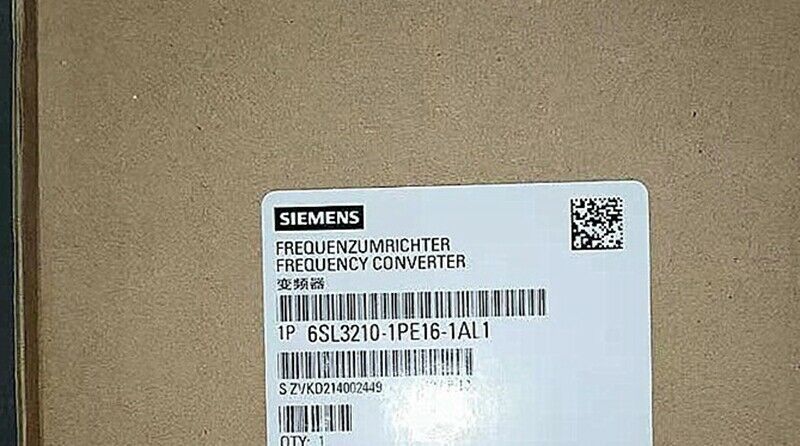 SIEMENS
FREQUENZUMRICHTER
FREQUENCY CONVERTER
变频器
1P 6SL3210-1PE16-1AL1
S ZVKD214002449
QTY: 1